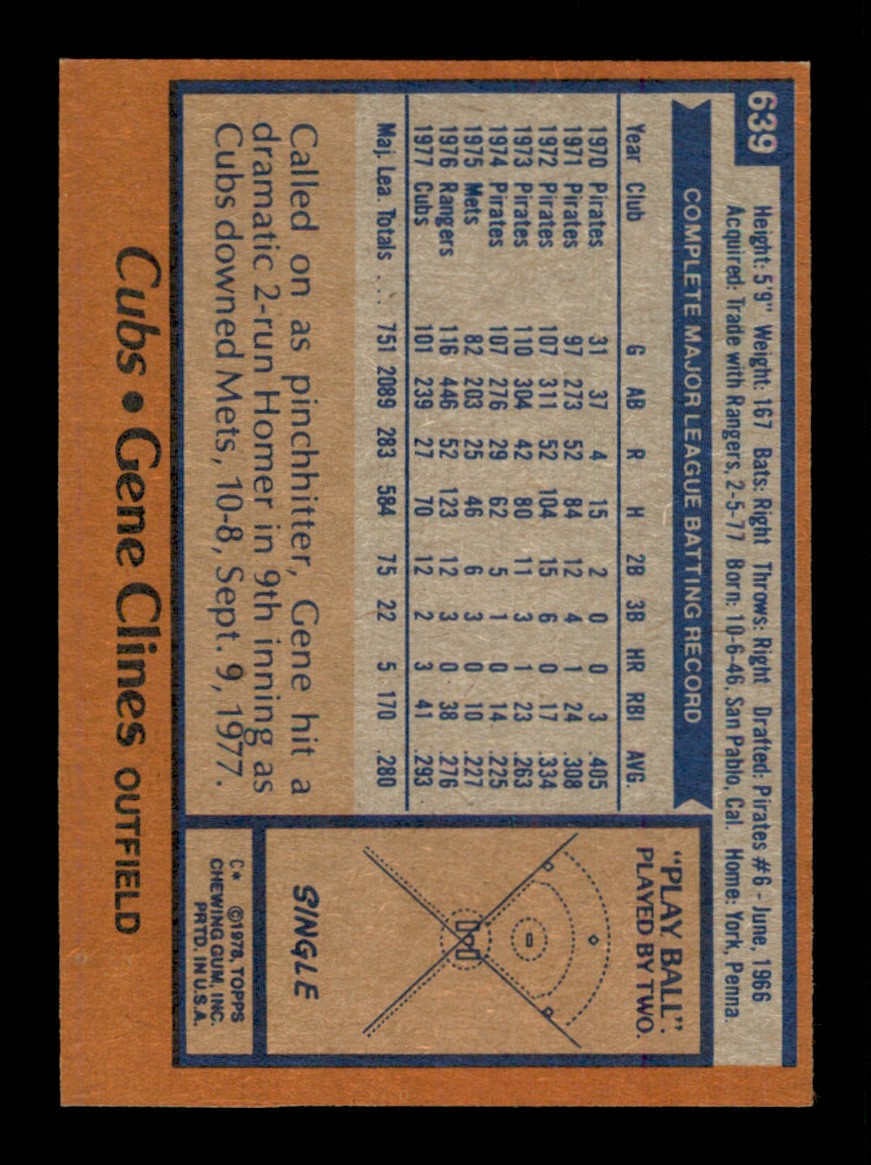 639
Height: 5'9" Weight: 167 Bats: Right Throws: Right Drafted: Pirates #6 - June, 1966
Acquired: Trade with Rangers, 2-5-77 Born: 10-6-46, San Pablo, Cal. Home: York, Penna.
COMPLETE MAJOR LEAGUE BATTING RECORD
Year Club G AB R H 2B 3B HR RBI AVG.
1970 Pirates 31 37 4 15 2 0 0 3 .405
1971 Pirates 97 273 52 84 12 4 1 24 .308
1972 Pirates 107 311 52 104 15 6 0 17 .334
1973 Pirates 110 304 42 80 11 3 1 23 .263
1974 Pirates 107 276 29 62 5 1 0 14 .225
1975 Mets 82 203 25 46 6 3 0 10 .227
1976 Rangers 116 446 52 123 12 3 0 38 .276
1977 Cubs 101 239 27 70 12 2 3 41 .293
Maj. Lea. Totals ... 751 2089 283 584 75 22 5 170 .280
Called on as pinchhitter, Gene hit a
dramatic 2-run Homer in 9th inning as
Cubs downed Mets, 10-8, Sept. 9, 1977.
"PLAY BALL":
PLAYED BY TWO.
SINGLE
C* ©1978, TOPPS
CHEWING GUM, INC.
PRTD. IN U.S.A.
Cubs • Gene Clines OUTFIELD